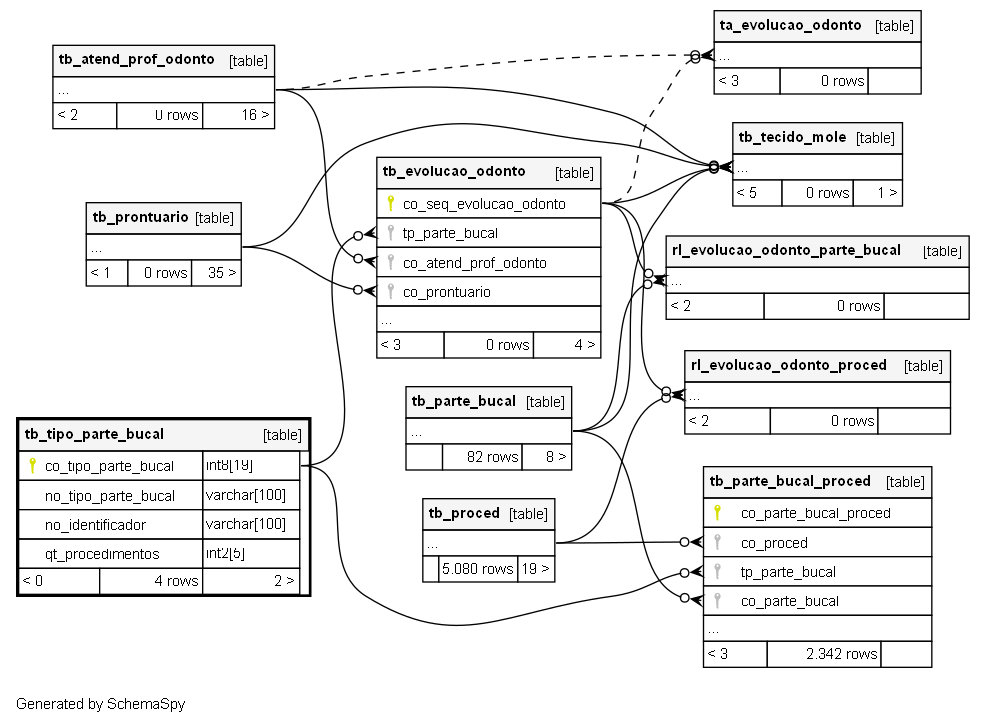 ta_evolucao_odonto [table]
...
< 3 0 rows
tb_atend_prof_odonto [table]
...
< 2 0 rows 16 >
tb_tecido_mole [table]
...
< 5 0 rows 1 >
tb_evolucao_odonto [table]
co_seq_evolucao_odonto
tp_parte_bucal
co_atend_prof_odonto
co_prontuario
...
< 3 0 rows 4 >
tb_prontuario [table]
...
< 1 0 rows 35 >
rl_evolucao_odonto_parte_bucal [table]
...
< 2 0 rows
rl_evolucao_odonto_proced [table]
...
< 2 0 rows
tb_parte_bucal [table]
...
82 rows 8 >
tb_tipo_parte_bucal [table]
co_tipo_parte_bucal int8[19]
no_tipo_parte_bucal varchar[100]
no_identificador varchar[100]
qt_procedimentos int2[5]
< 0 4 rows 2 >
tb_proced [table]
...
5.080 rows 19 >
tb_parte_bucal_proced [table]
co_parte_bucal_proced
co_proced
tp_parte_bucal
co_parte_bucal
...
< 3 2.342 rows
Generated by SchemaSpy